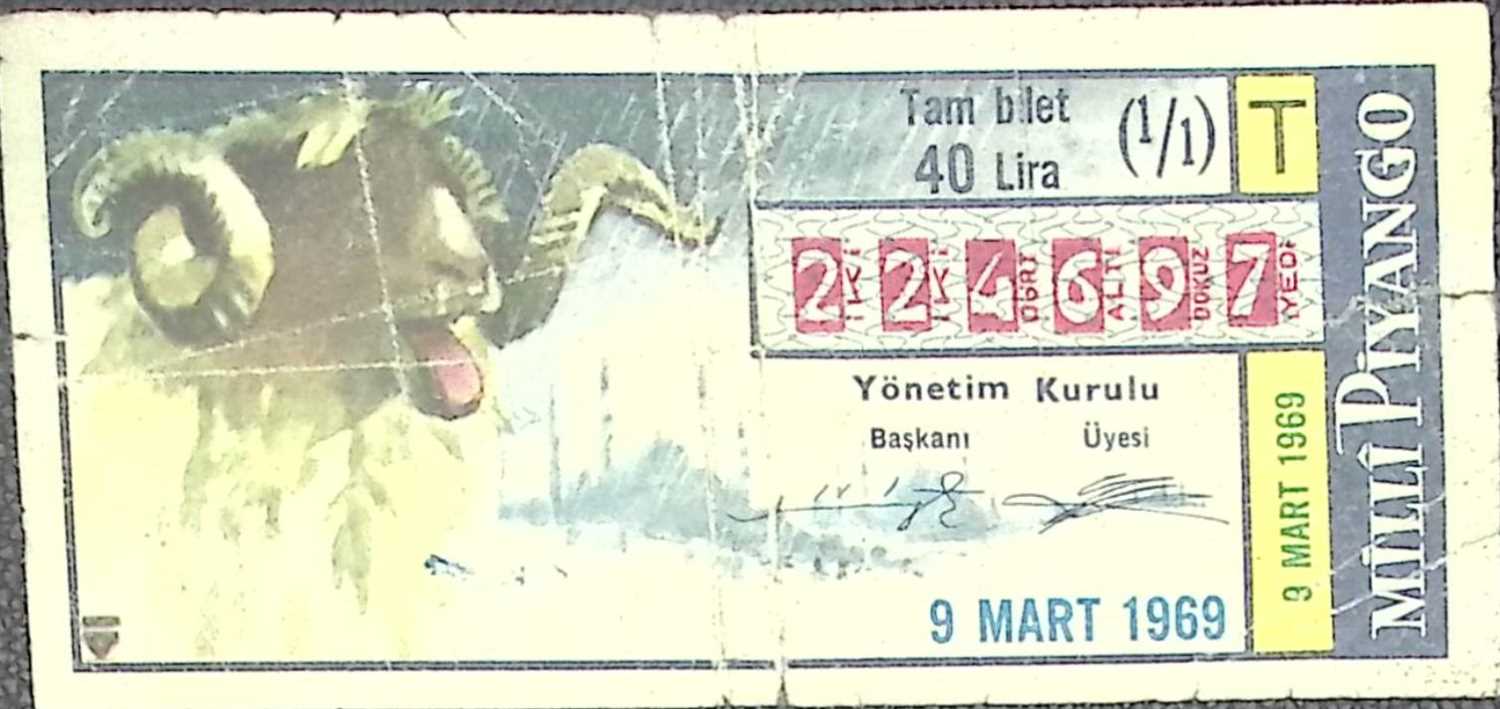 Tam bilet
40 Lira
(1/1)
T
2 2 4 6 9 7
İKİ İKİ DÖRT ALTI DOKUZ YEDİ
Yönetim Kurulu
Başkanı Üyesi
9 MART 1969
9 MART 1969
MİLLÎ PİYANGO